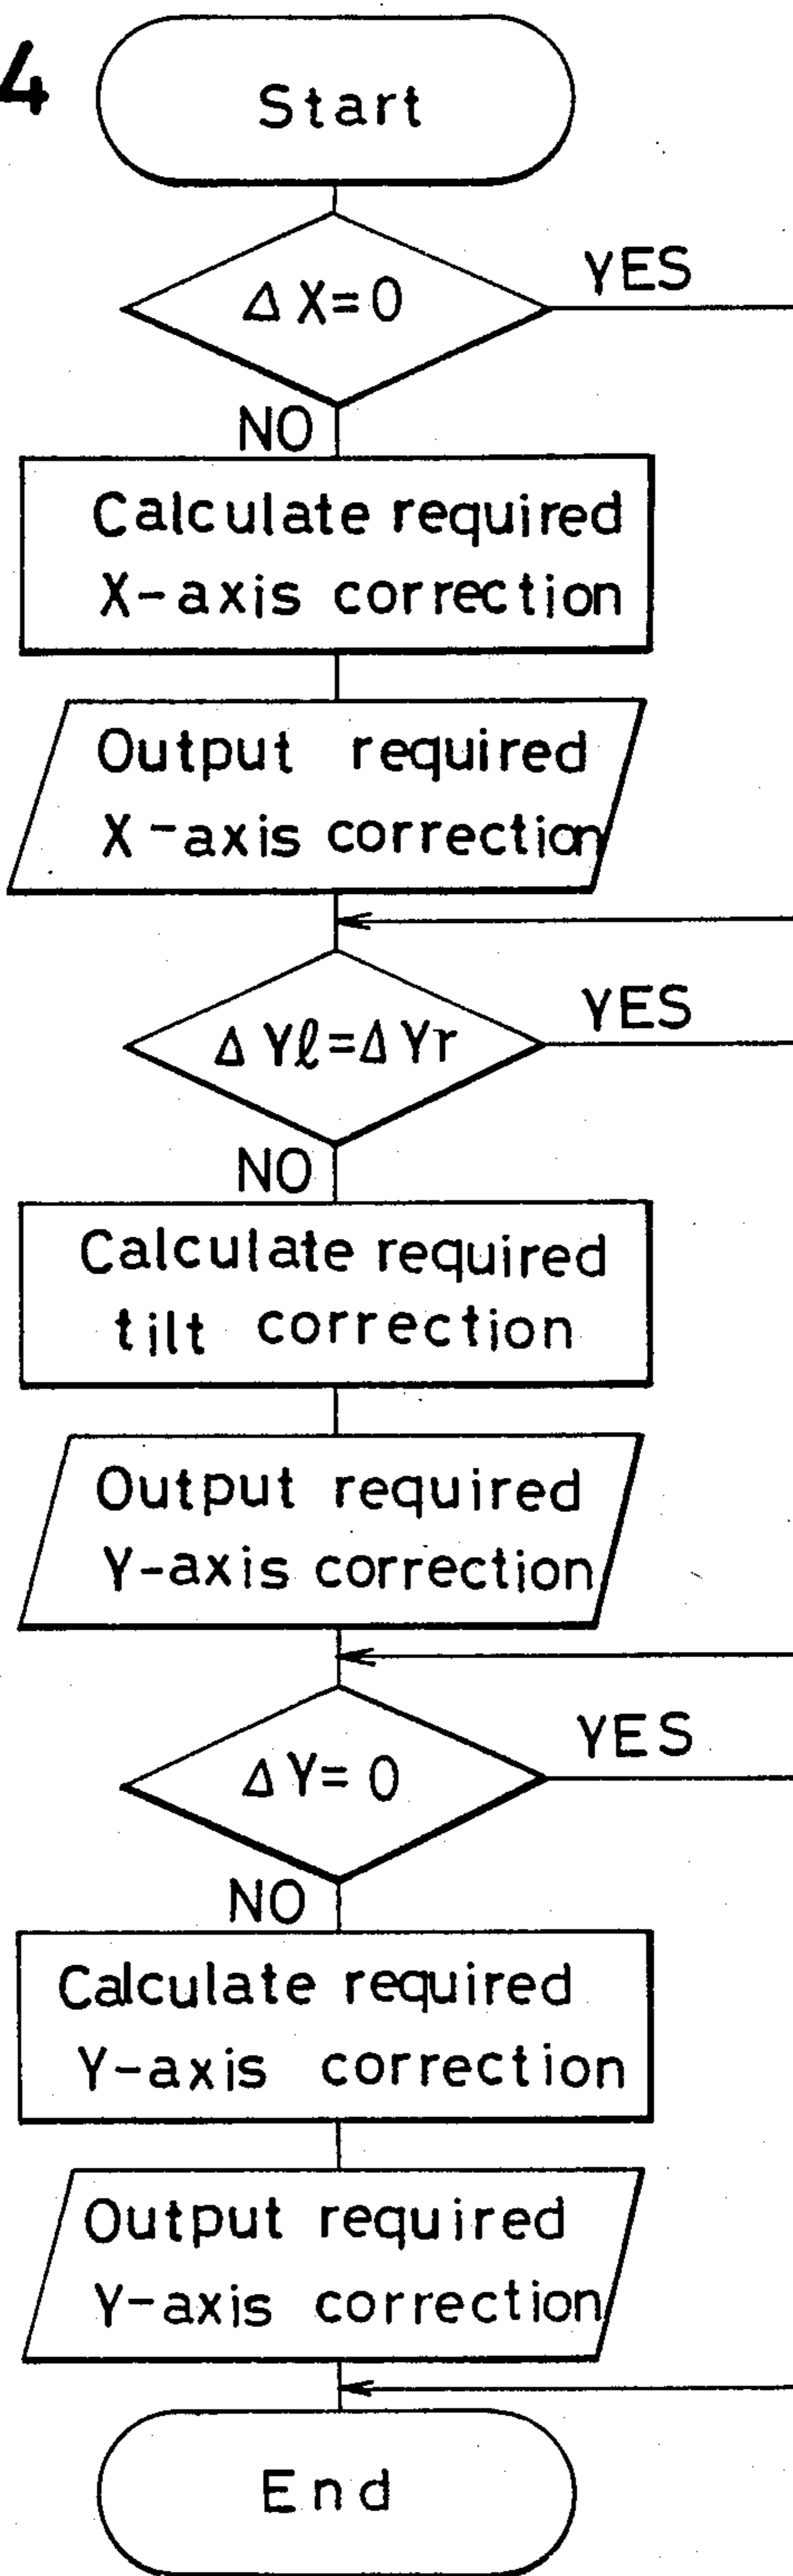 4
Start
ΔX=0
YES
NO
Calculate required
X-axis correction
Output required
X-axis correction
ΔYℓ=ΔYr
YES
NO
Calculate required
tilt correction
Output required
Y-axis correction
ΔY=0
YES
NO
Calculate required
Y-axis correction
Output required
Y-axis correction
End